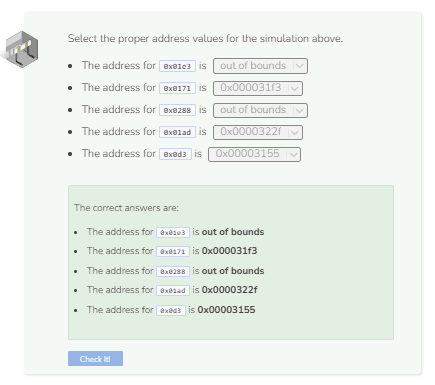 Select the proper address values for the simulation above.
The address for 0x01e3 is out of bounds
The address for 0x0171 is 0x000031f3
The address for 0x0288 is out of bounds
The address for 0x01ad is 0x0000322f
The address for 0x0d3 is 0x00003155
The correct answers are:
The address for 0x01e3 is out of bounds
The address for 0x0171 is 0x000031f3
The address for 0x0288 is out of bounds
The address for 0x01ad is 0x0000322f
The address for 0x0d3 is 0x00003155
Check It!